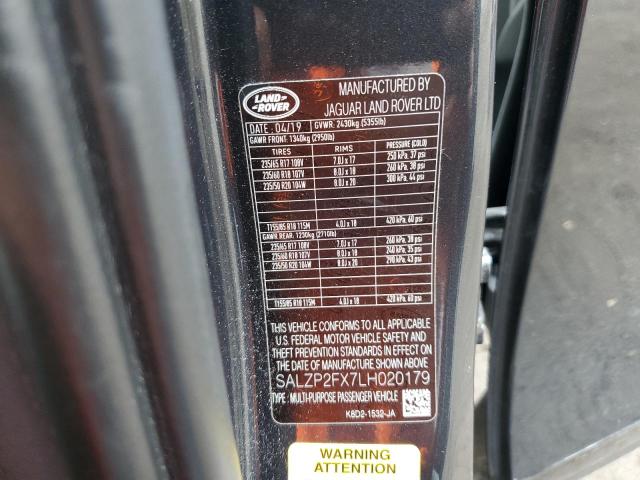 LAND-
ROVER
MANUFACTURED BY
JAGUAR LAND ROVER LTD
DATE: 04/19 GVWR: 2430kg (5355lb)
GAWR FRONT: 1340kg (2950lb)
TIRES RIMS PRESSURE (COLD)
235/65 R17 108V 7.0J x 17 250 kPa, 37 psi
235/60 R18 107V 8.0J x 18 260 kPa, 38 psi
235/50 R20 104W 8.0J x 20 300 kPa, 44 psi
T155/85 R18 115M 4.0J x 18 420 kPa, 60 psi
GAWR REAR: 1230kg (2710lb)
235/65 R17 108V 7.0J x 17 260 kPa, 38 psi
235/60 R18 107V 8.0J x 18 240 kPa, 35 psi
235/50 R20 104W 8.0J x 20 290 kPa, 43 psi
T155/85 R18 115M 4.0J x 18 420 kPa, 60 psi
THIS VEHICLE CONFORMS TO ALL APPLICABLE
U.S. FEDERAL MOTOR VEHICLE SAFETY AND
THEFT PREVENTION STANDARDS IN EFFECT ON
THE DATE OF MANUFACTURE SHOWN ABOVE.
SALZP2FX7LH020179
TYPE: MULTI-PURPOSE PASSENGER VEHICLE
K8D2-1532-JA
WARNING
ATTENTION